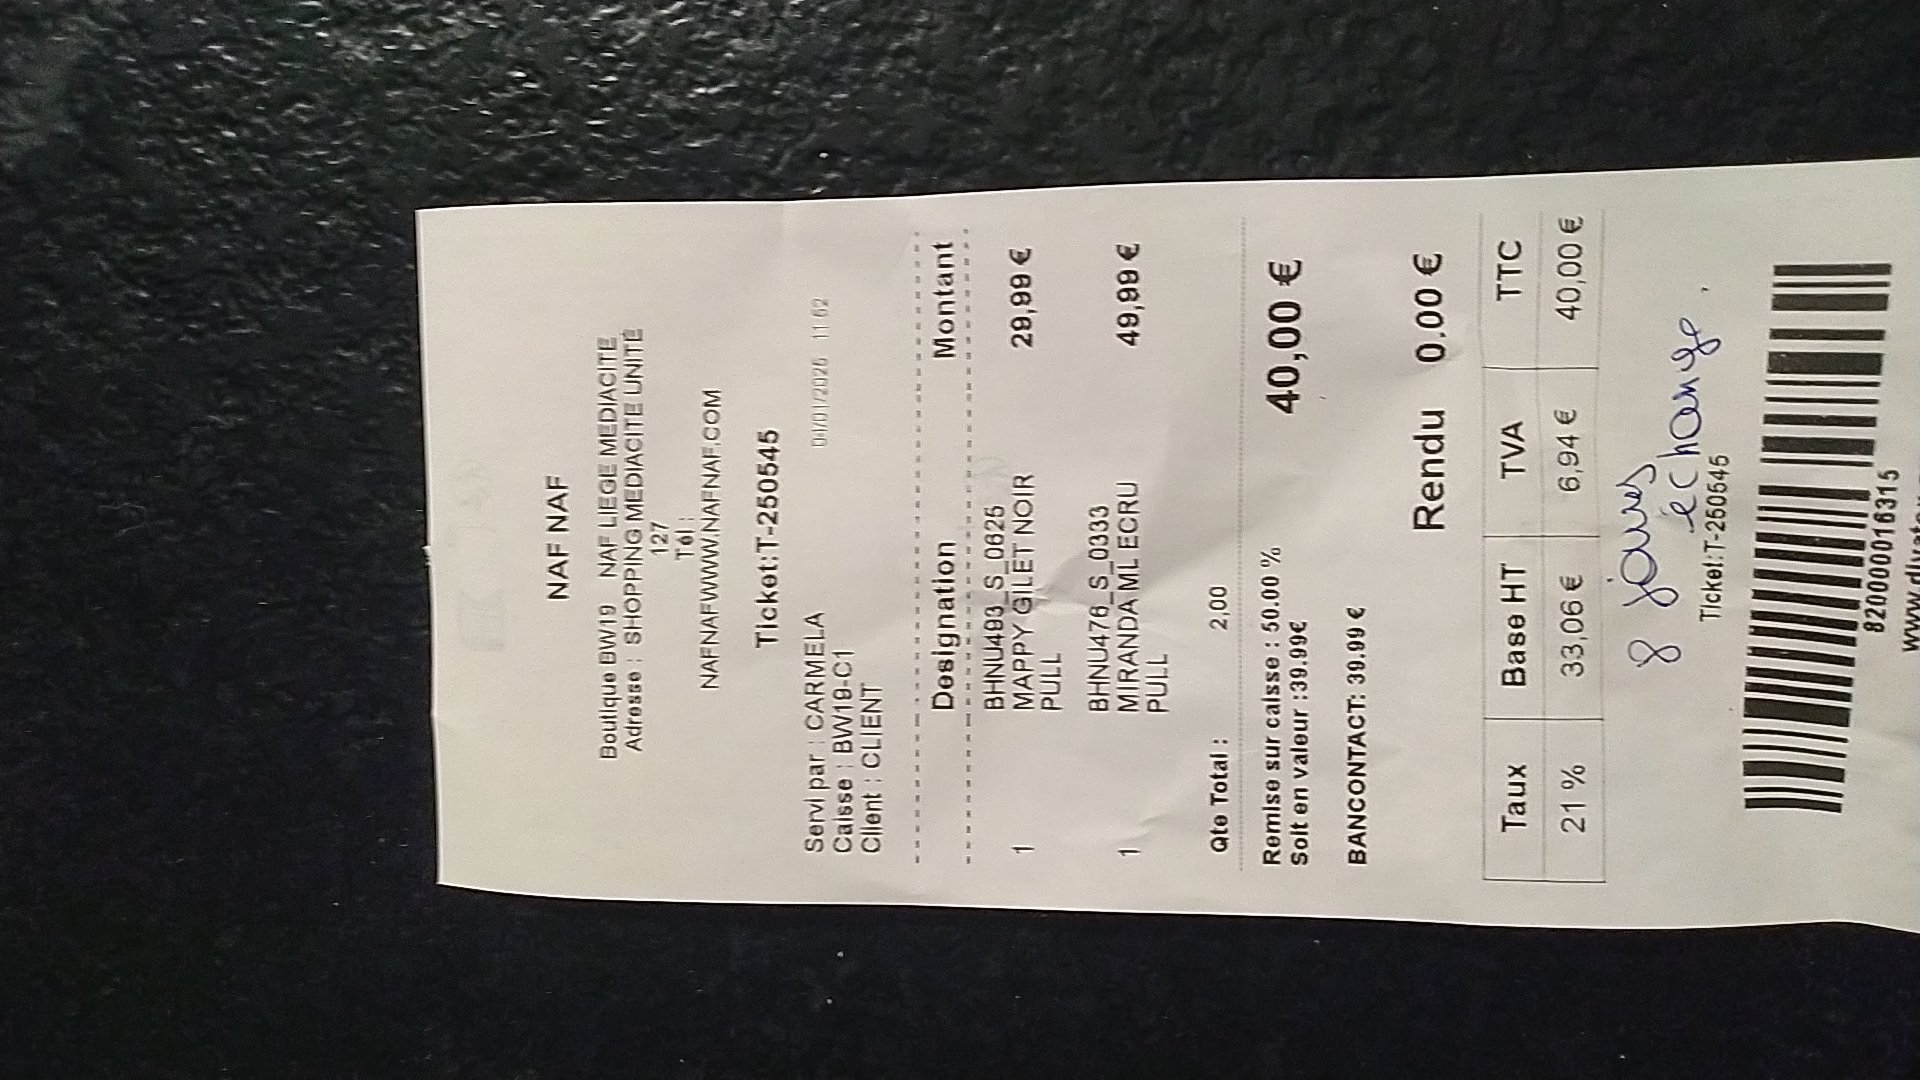 NAF NAF
Boutique BW19 NAF LIEGE MEDIACITE
Adresse : SHOPPING MEDIACITE UNITE
127
Tél :
NAFNAFWWW.NAFNAF.COM
Ticket:T-250545
Servi par : CARMELA
Caisse : BW19-C1
Client : CLIENT
Designation Montant
1 BHNU493_S_0625
MAPPY GILET NOIR 29,99 €
PULL
1 BHNU476_S_0333
MIRANDA ML ECRU 49,99 €
PULL
Qte Total : 2,00
Remise sur caisse : 50.00 % 40,00 €
Soit en valeur :39.99€
BANCONTACT: 39.99 €
Rendu 0,00 €
Taux Base HT TVA TTC
21 % 33,06 € 6,94 € 40,00 €
8 jours
échange.
Ticket:T-250545
8200000016315